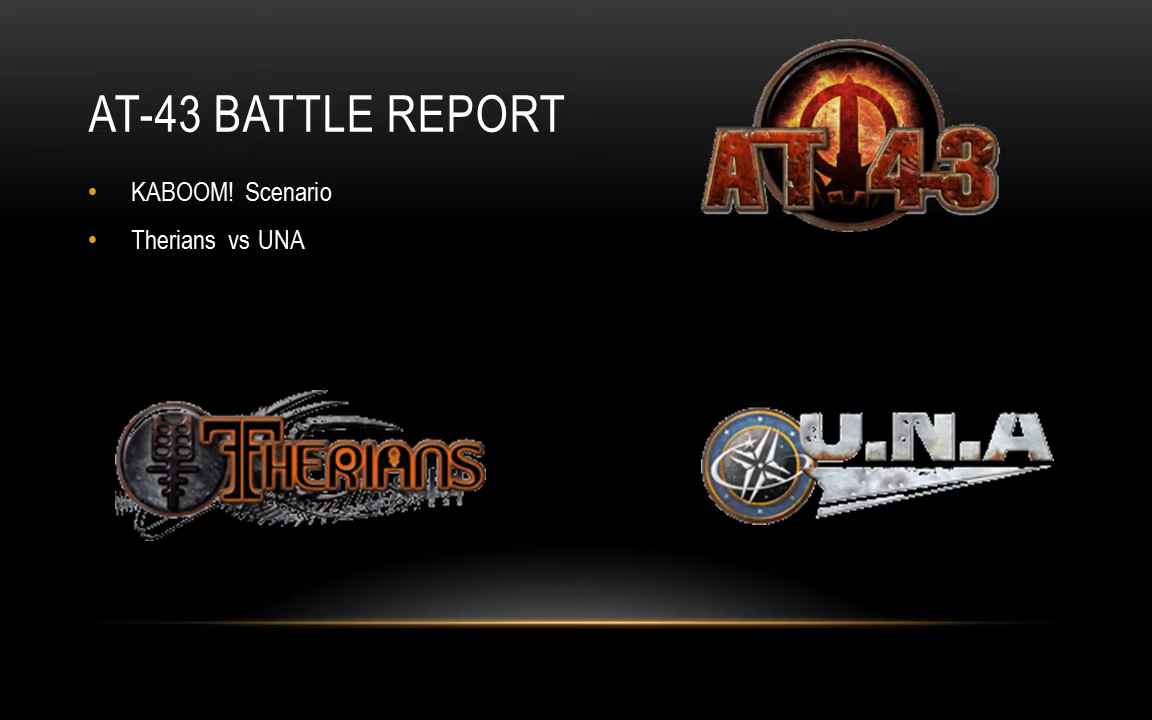 AT-43 BATTLE REPORT
• KABOOM! Scenario
• Therians vs UNA
AT-43
THERIANS
U.N.A